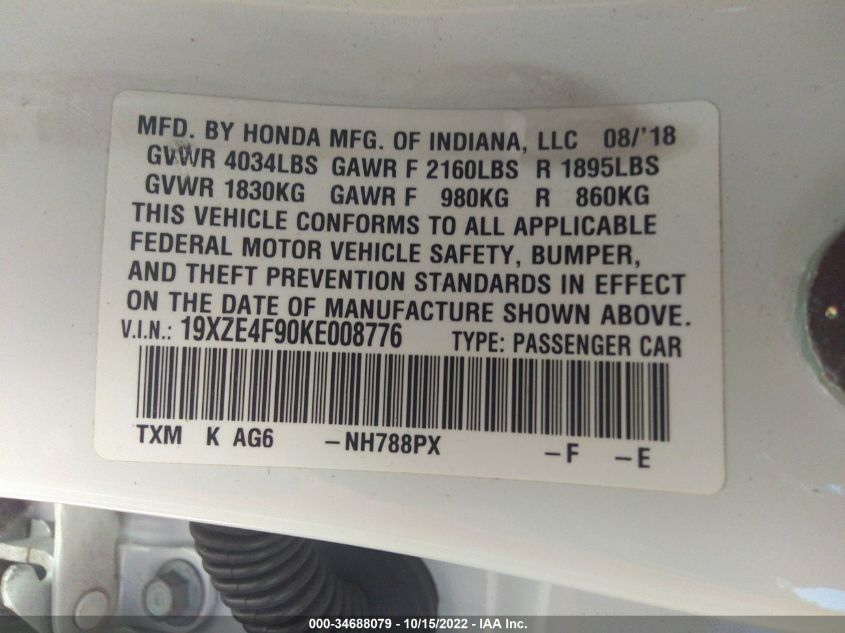 MFD. BY HONDA MFG. OF INDIANA, LLC 08/'18
GVWR 4034LBS GAWR F 2160LBS R 1895LBS
GVWR 1830KG GAWR F 980KG R 860KG
THIS VEHICLE CONFORMS TO ALL APPLICABLE
FEDERAL MOTOR VEHICLE SAFETY, BUMPER,
AND THEFT PREVENTION STANDARDS IN EFFECT
ON THE DATE OF MANUFACTURE SHOWN ABOVE.
V.I.N.: 19XZE4F90KE008776 TYPE: PASSENGER CAR
TXM K AG6 -NH788PX -F -E
000-34688079 - 10/15/2022 - IAA Inc.